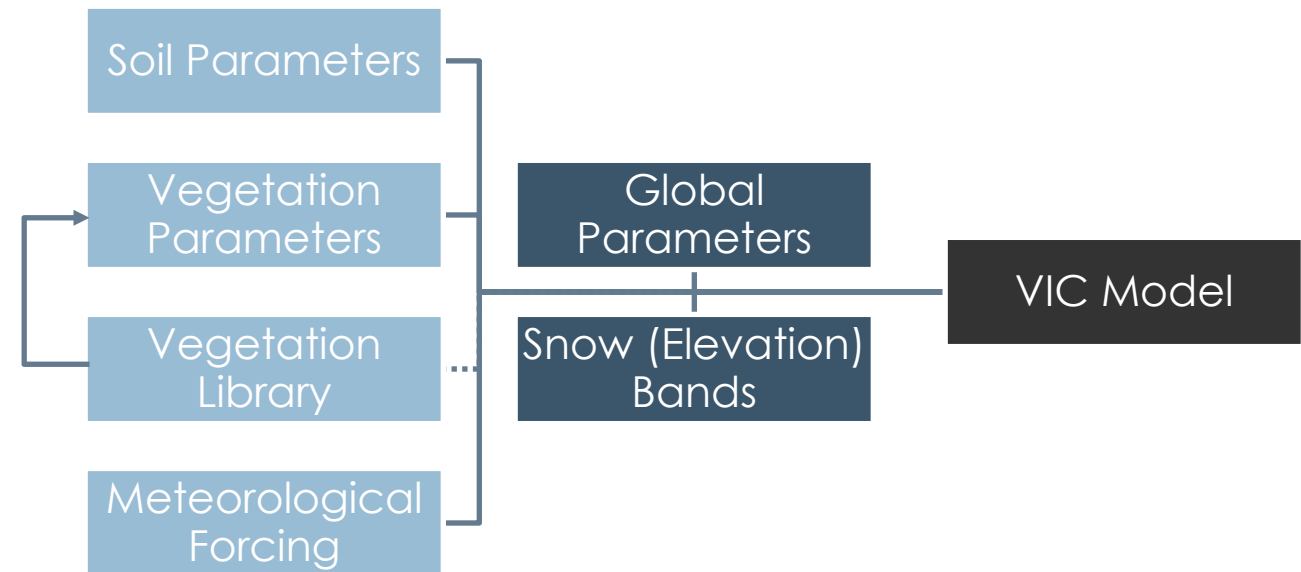 Soil Parameters
Vegetation
Parameters
Vegetation
Library
Meteorological
Forcing
Global
Parameters
Snow (Elevation)
Bands
VIC Model